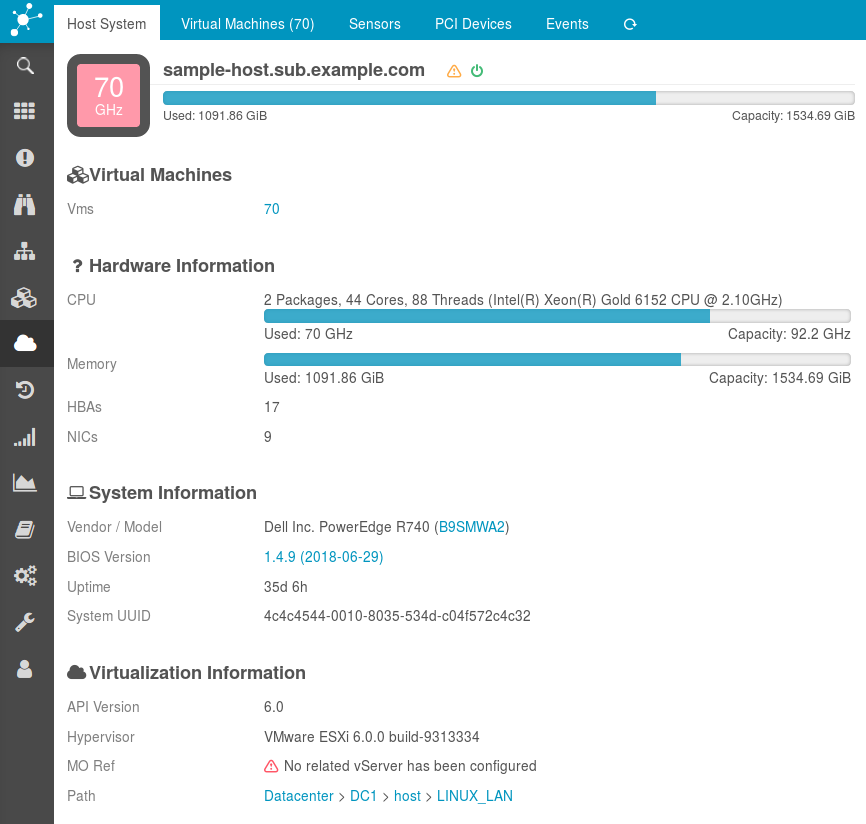 Host System Virtual Machines (70) Sensors PCI Devices Events
70 GHz
sample-host.sub.example.com
Used: 1091.86 GiB Capacity: 1534.69 GiB
Virtual Machines
Vms 70
? Hardware Information
CPU 2 Packages, 44 Cores, 88 Threads (Intel(R) Xeon(R) Gold 6152 CPU @ 2.10GHz)
Used: 70 GHz Capacity: 92.2 GHz
Memory
Used: 1091.86 GiB Capacity: 1534.69 GiB
HBAs 17
NICs 9
System Information
Vendor / Model Dell Inc. PowerEdge R740 (B9SMWA2)
BIOS Version 1.4.9 (2018-06-29)
Uptime 35d 6h
System UUID 4c4c4544-0010-8035-534d-c04f572c4c32
Virtualization Information
API Version 6.0
Hypervisor VMware ESXi 6.0.0 build-9313334
MO Ref No related vServer has been configured
Path Datacenter > DC1 > host > LINUX_LAN